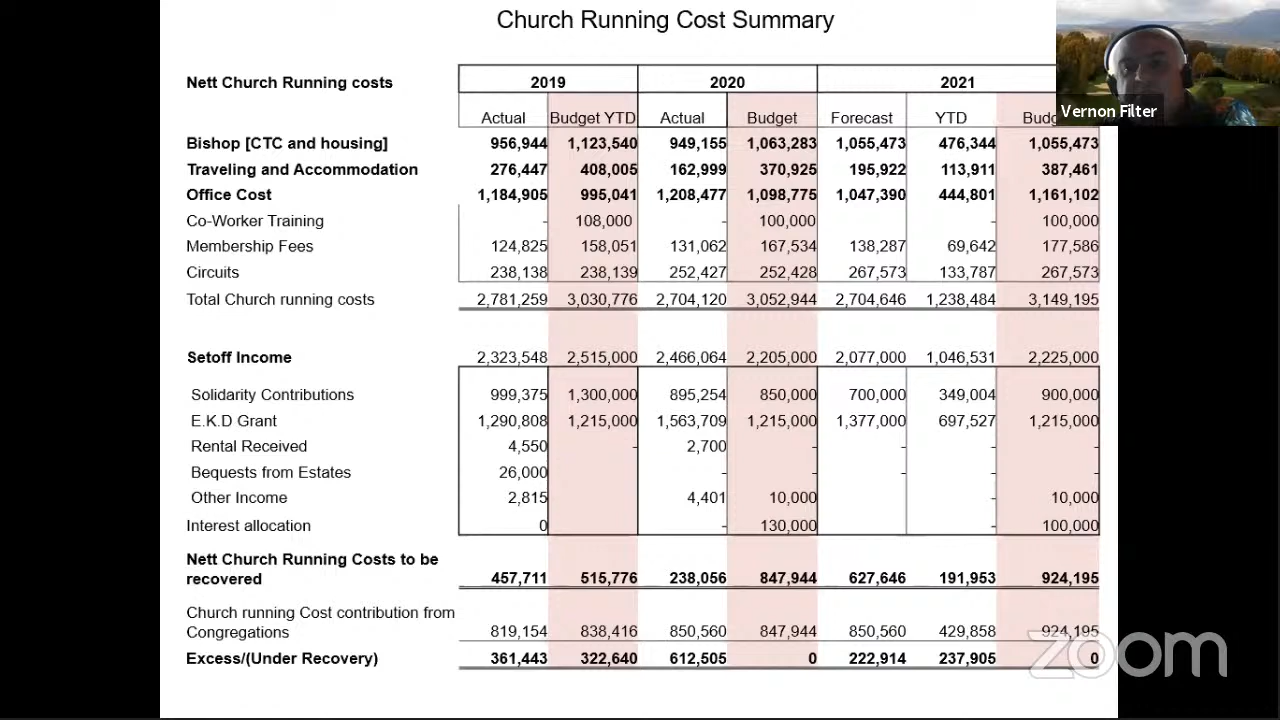 Church Running Cost Summary
Nett Church Running costs 2019 2020 2021
Actual Budget YTD Actual Budget Forecast YTD
Vernon Filter
Bishop [CTC and housing] 956,944 1,123,540 949,155 1,063,283 1,055,473 476,344 1,055,473
Traveling and Accommodation 276,447 408,005 162,999 370,925 195,922 113,911 387,461
Office Cost 1,184,905 995,041 1,208,477 1,098,775 1,047,390 444,801 1,161,102
Co-Worker Training - 108,000 - 100,000 - 100,000
Membership Fees 124,825 158,051 131,062 167,534 138,287 69,642 177,586
Circuits 238,138 238,139 252,427 252,428 267,573 133,787 267,573
Total Church running costs 2,781,259 3,030,776 2,704,120 3,052,944 2,704,646 1,238,484 3,149,195
Setoff Income 2,323,548 2,515,000 2,466,064 2,205,000 2,077,000 1,046,531 2,225,000
Solidarity Contributions 999,375 1,300,000 895,254 850,000 700,000 349,004 900,000
E.K.D Grant 1,290,808 1,215,000 1,563,709 1,215,000 1,377,000 697,527 1,215,000
Rental Received 4,550 - 2,700 - - - -
Bequests from Estates 26,000 - - - - -
Other Income 2,815 4,401 10,000 - 10,000
Interest allocation 0 - 130,000 - 100,000
Nett Church Running Costs to be
recovered 457,711 515,776 238,056 847,944 627,646 191,953 924,195
Church running Cost contribution from
Congregations 819,154 838,416 850,560 847,944 850,560 429,858 924,195
Excess/(Under Recovery) 361,443 322,640 612,505 0 222,914 237,905 0
zoom